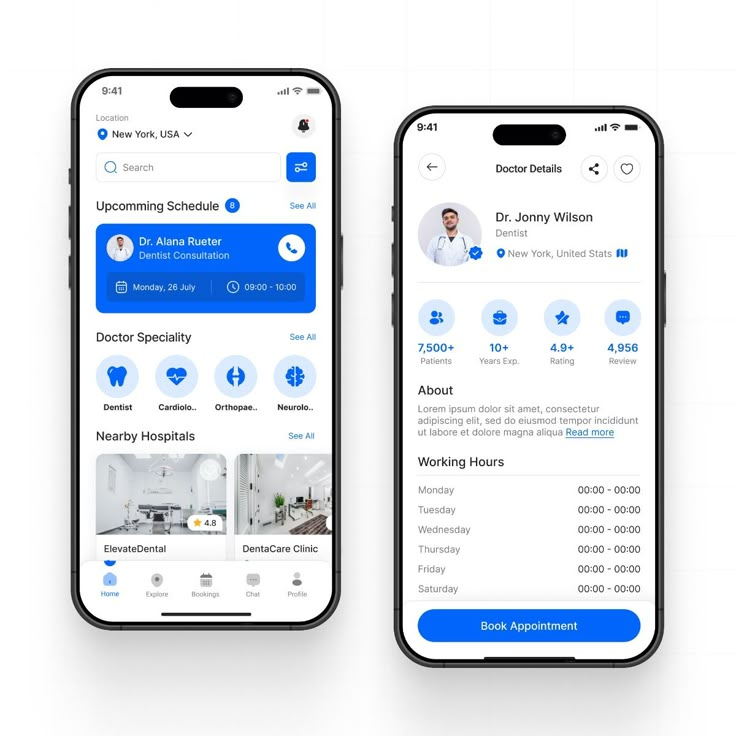 9:41
Location
New York, USA
Search
Upcomming Schedule 8 See All
Dr. Alana Rueter
Dentist Consultation
Monday, 26 July 09:00 - 10:00
Doctor Speciality See All
Dentist Cardiolo.. Orthopae.. Neurolo..
Nearby Hospitals See All
4.8
ElevateDental DentaCare Clinic
Home Explore Bookings Chat Profile
9:41
Doctor Details
Dr. Jonny Wilson
Dentist
New York, United Stats
7,500+ 10+ 4.9+ 4,956
Patients Years Exp. Rating Review
About
Lorem ipsum dolor sit amet, consectetur
adipiscing elit, sed do eiusmod tempor incididunt
ut labore et dolore magna aliqua Read more
Working Hours
Monday 00:00 - 00:00
Tuesday 00:00 - 00:00
Wednesday 00:00 - 00:00
Thursday 00:00 - 00:00
Friday 00:00 - 00:00
Saturday 00:00 - 00:00
Book Appointment